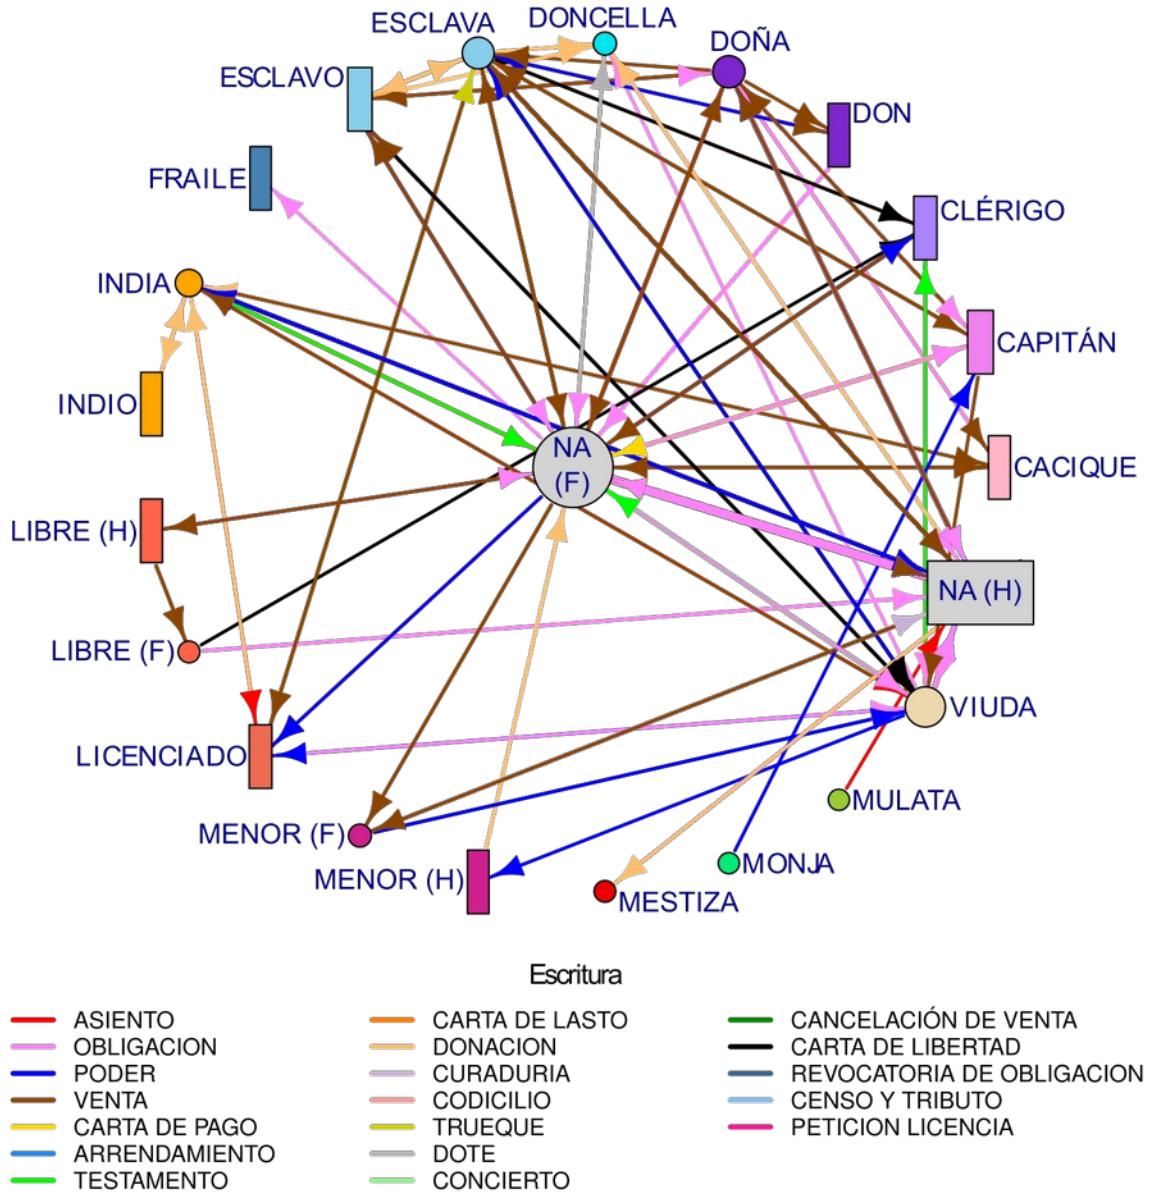 DONCELLA
ESCLAVA
DOÑA
ESCLAVO
DON
FRAILE
CLÉRIGO
INDIA
CAPITÁN
INDIO
NA
(F)
CACIQUE
LIBRE (H)
NA (H)
LIBRE (F)
VIUDA
LICENCIADO
MULATA
MENOR (F)
MONJA
MENOR (H)
MESTIZA
Escritura
ASIENTO
OBLIGACION
PODER
VENTA
CARTA DE PAGO
ARRENDAMIENTO
TESTAMENTO
CARTA DE LASTO
DONACION
CURADURIA
CODICILIO
TRUEQUE
DOTE
CONCIERTO
CANCELACIÓN DE VENTA
CARTA DE LIBERTAD
REVOCATORIA DE OBLIGACION
CENSO Y TRIBUTO
PETICION LICENCIA